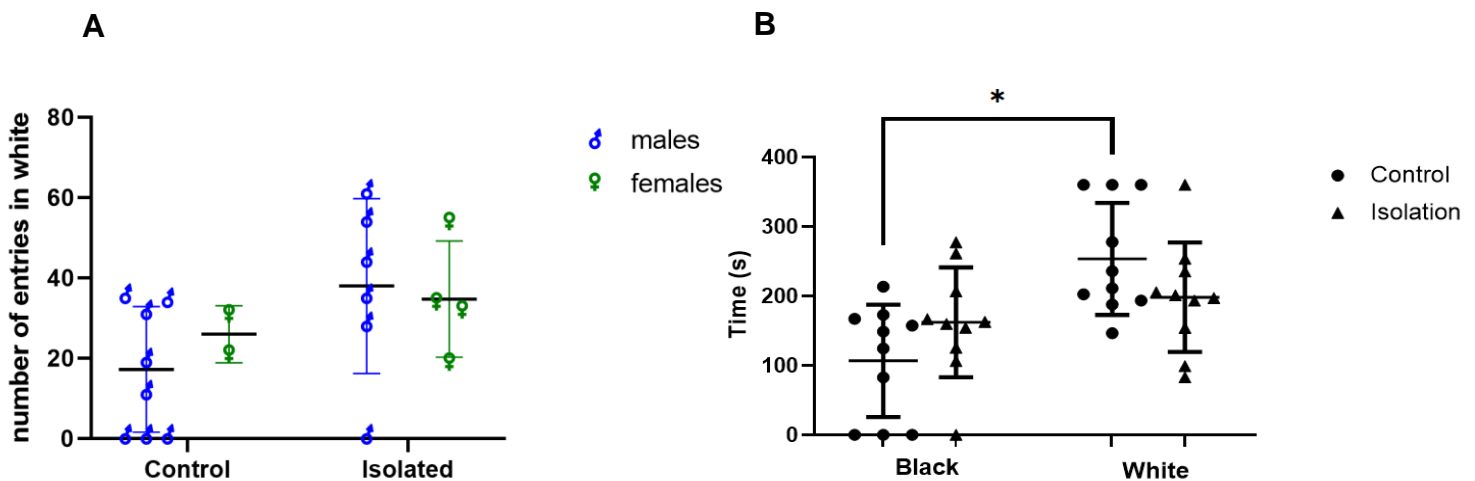 A
number of entries in white
80
60
40
20
0
Control
Isolated
males
females
B
*
Time (s)
400
300
200
100
0
Black
White
Control
Isolation